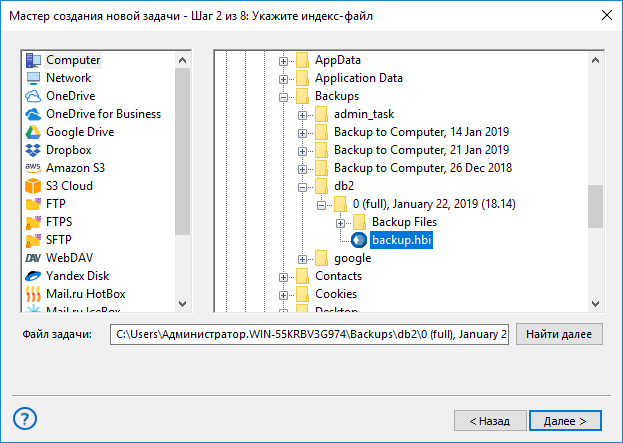 Мастер создания новой задачи - Шаг 2 из 8: Укажите индекс-файл
Computer
Network
OneDrive
OneDrive for Business
Google Drive
Dropbox
Amazon S3
S3 Cloud
FTP
FTPS
SFTP
DAV WebDAV
Yandex Disk
Mail.ru HotBox
Mail.ru IceBox
AppData
Application Data
Backups
admin_task
Backup to Computer, 14 Jan 2019
Backup to Computer, 21 Jan 2019
Backup to Computer, 26 Dec 2018
db2
0 (full), January 22, 2019 (18.14)
Backup Files
backup.hbi
google
Contacts
Cookies
Desktop
Файл задачи: C:\Users\Администратор.WIN-55KRBV3G974\Backups\db2\0 (full), January 2 Найти далее
? < Назад Далее >